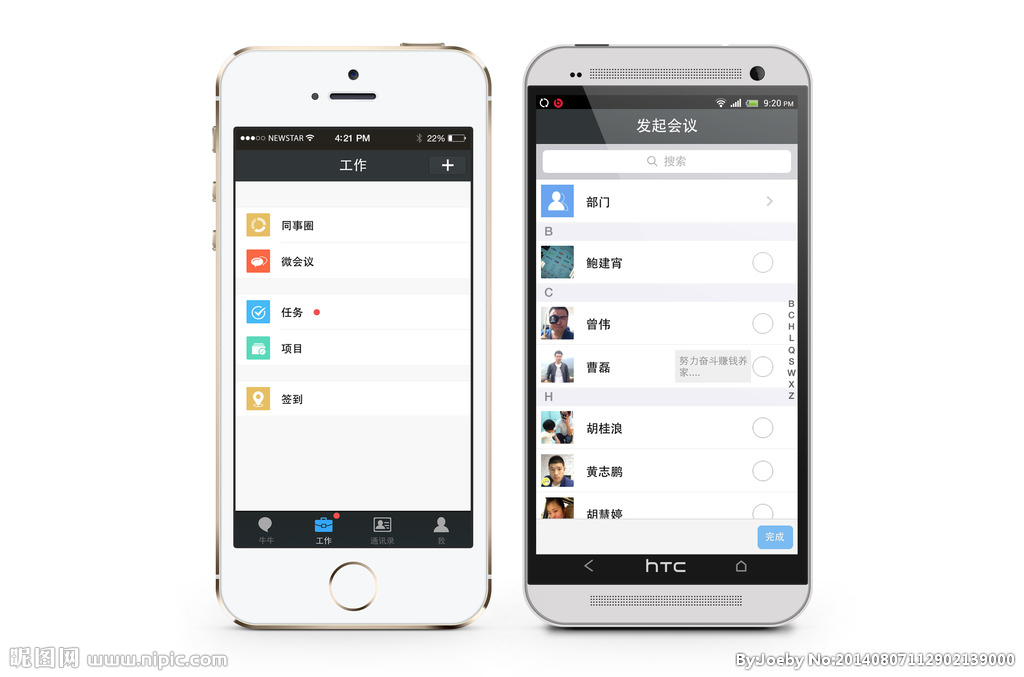 NEWSTAR
4:21 PM
22%
工作
+
同事圈
微会议
任务
项目
签到
牛牛
工作
通讯录
我
9:20 PM
发起会议
搜索
部门
B
鲍建宵
C
曾伟
曹磊
努力奋斗赚钱养
家....
H
胡桂浪
黄志鹏
胡慧婷
B
C
H
L
Q
S
W
X
Z
完成
hTC
昵图网 www.nipic.com
ByJoeby No:20140807112902139000